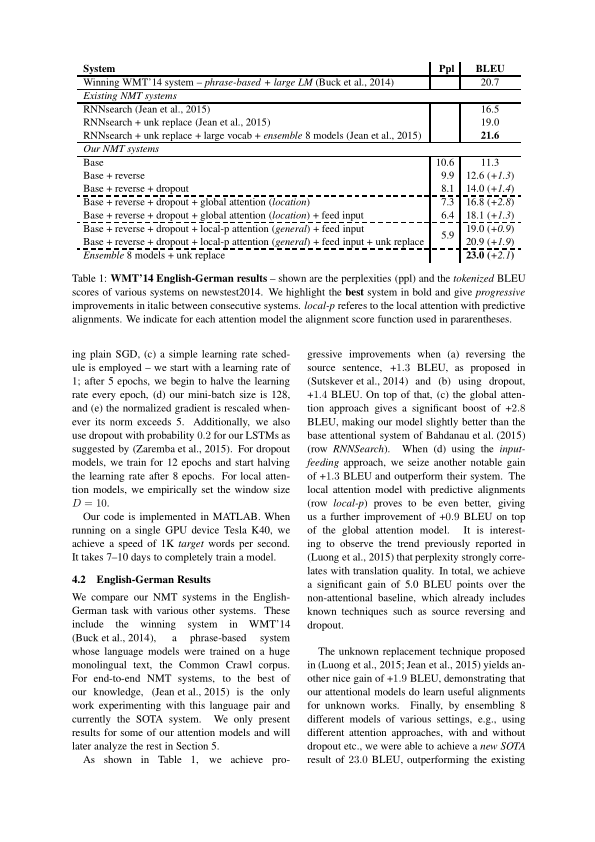 System Ppl BLEU
Winning WMT'14 system – phrase-based + large LM (Buck et al., 2014) 20.7
Existing NMT systems
RNNsearch (Jean et al., 2015) 16.5
RNNsearch + unk replace (Jean et al., 2015) 19.0
RNNsearch + unk replace + large vocab + ensemble 8 models (Jean et al., 2015) 21.6
Our NMT systems
Base 10.6 11.3
Base + reverse 9.9 12.6 (+1.3)
Base + reverse + dropout 8.1 14.0 (+1.4)
Base + reverse + dropout + global attention (location) 7.3 16.8 (+2.8)
Base + reverse + dropout + global attention (location) + feed input 6.4 18.1 (+1.3)
Base + reverse + dropout + local-p attention (general) + feed input 5.9 19.0 (+0.9)
Base + reverse + dropout + local-p attention (general) + feed input + unk replace 20.9 (+1.9)
Ensemble 8 models + unk replace 23.0 (+2.1)
Table 1: WMT'14 English-German results – shown are the perplexities (ppl) and the tokenized BLEU
scores of various systems on newstest2014. We highlight the best system in bold and give progressive
improvements in italic between consecutive systems. local-p referes to the local attention with predictive
alignments. We indicate for each attention model the alignment score function used in pararentheses.
ing plain SGD, (c) a simple learning rate sched-
ule is employed – we start with a learning rate of
1; after 5 epochs, we begin to halve the learning
rate every epoch, (d) our mini-batch size is 128,
and (e) the normalized gradient is rescaled when-
ever its norm exceeds 5. Additionally, we also
use dropout with probability 0.2 for our LSTMs as
suggested by (Zaremba et al., 2015). For dropout
models, we train for 12 epochs and start halving
the learning rate after 8 epochs. For local atten-
tion models, we empirically set the window size
D = 10.
Our code is implemented in MATLAB. When
running on a single GPU device Tesla K40, we
achieve a speed of 1K target words per second.
It takes 7–10 days to completely train a model.
4.2 English-German Results
We compare our NMT systems in the English-
German task with various other systems. These
include the winning system in WMT'14
(Buck et al., 2014), a phrase-based system
whose language models were trained on a huge
monolingual text, the Common Crawl corpus.
For end-to-end NMT systems, to the best of
our knowledge, (Jean et al., 2015) is the only
work experimenting with this language pair and
currently the SOTA system. We only present
results for some of our attention models and will
later analyze the rest in Section 5.
As shown in Table 1, we achieve pro-
gressive improvements when (a) reversing the
source sentence, +1.3 BLEU, as proposed in
(Sutskever et al., 2014) and (b) using dropout,
+1.4 BLEU. On top of that, (c) the global atten-
tion approach gives a significant boost of +2.8
BLEU, making our model slightly better than the
base attentional system of Bahdanau et al. (2015)
(row RNNSearch). When (d) using the input-
feeding approach, we seize another notable gain
of +1.3 BLEU and outperform their system. The
local attention model with predictive alignments
(row local-p) proves to be even better, giving
us a further improvement of +0.9 BLEU on top
of the global attention model. It is interest-
ing to observe the trend previously reported in
(Luong et al., 2015) that perplexity strongly corre-
lates with translation quality. In total, we achieve
a significant gain of 5.0 BLEU points over the
non-attentional baseline, which already includes
known techniques such as source reversing and
dropout.
The unknown replacement technique proposed
in (Luong et al., 2015; Jean et al., 2015) yields an-
other nice gain of +1.9 BLEU, demonstrating that
our attentional models do learn useful alignments
for unknown works. Finally, by ensembling 8
different models of various settings, e.g., using
different attention approaches, with and without
dropout etc., we were able to achieve a new SOTA
result of 23.0 BLEU, outperforming the existing